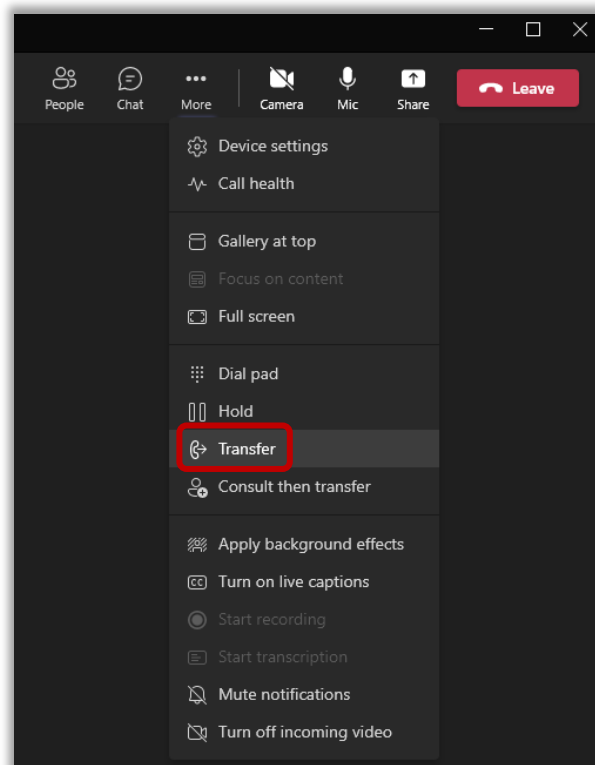 People Chat More Camera Mic Share Leave
Device settings
Call health
Gallery at top
Focus on content
Full screen
Dial pad
Hold
Transfer
Consult then transfer
Apply background effects
CC Turn on live captions
Start recording
Start transcription
Mute notifications
Turn off incoming video